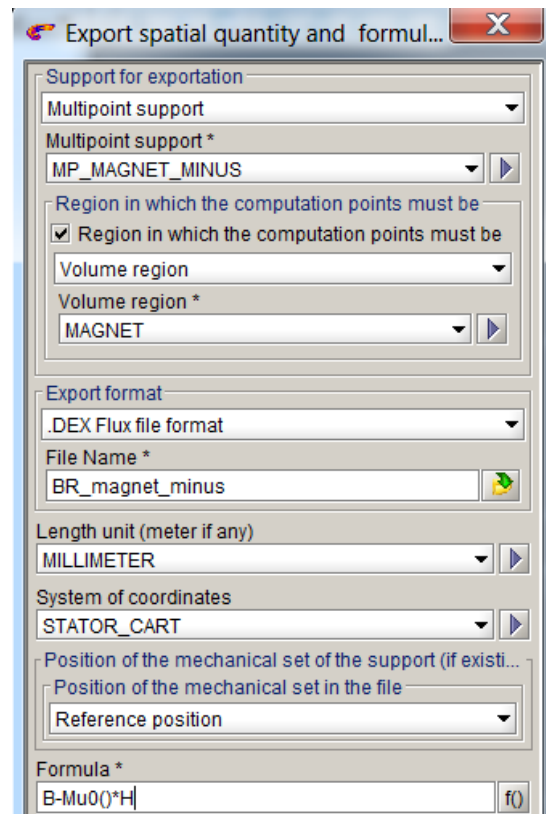 Export spatial quantity and formul...
Support for exportation
Multipoint support
Multipoint support *
MP_MAGNET_MINUS
Region in which the computation points must be
Region in which the computation points must be
Volume region
Volume region *
MAGNET
Export format
.DEX Flux file format
File Name *
BR_magnet_minus
Length unit (meter if any)
MILLIMETER
System of coordinates
STATOR_CART
Position of the mechanical set of the support (if existi...
Position of the mechanical set in the file
Reference position
Formula *
B-Mu0()*H
f()